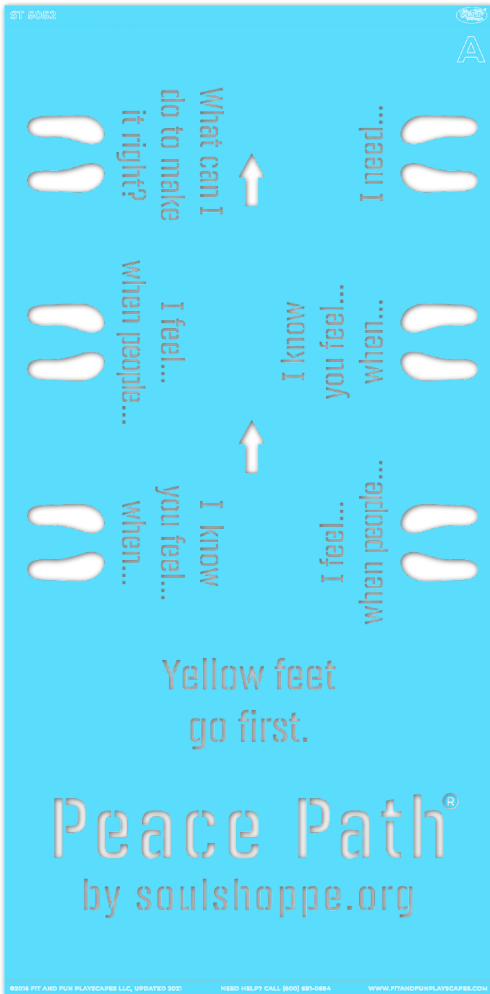 ST 5052
A
What can I
do to make
it right?
I need...
I feel...
when people...
I know
you feel...
when...
I know
you feel...
when...
I feel...
when people...
Yellow feet
go first.
Peace Path®
by soulshoppe.org
©2016 FIT AND FUN PLAYSCAPES LLC, UPDATED 2021
NEED HELP? CALL (800) 681-0684
WWW.FITANDFUNPLAYSCAPES.COM